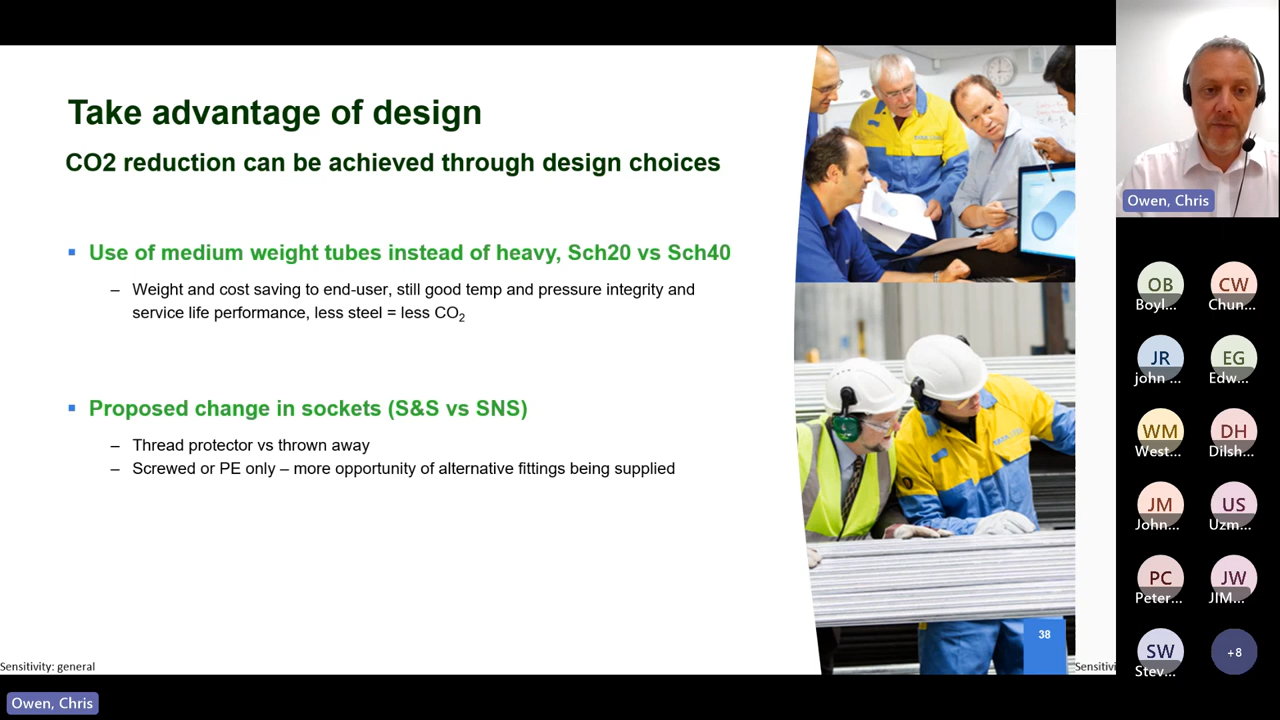 Take advantage of design
CO2 reduction can be achieved through design choices
▪ Use of medium weight tubes instead of heavy, Sch20 vs Sch40
– Weight and cost saving to end-user, still good temp and pressure integrity and
service life performance, less steel = less CO₂
▪ Proposed change in sockets (S&S vs SNS)
– Thread protector vs thrown away
– Screwed or PE only – more opportunity of alternative fittings being supplied
38
Sensitivity: general
Sensitivi
Owen, Chris
Owen, Chris
OB
Boyl...
CW
Chun...
JR
john ...
EG
Edw...
WM
West...
DH
Dilsh...
JM
John...
US
Uzm...
PC
Peter...
JW
JIM...
SW
Stev...
+8